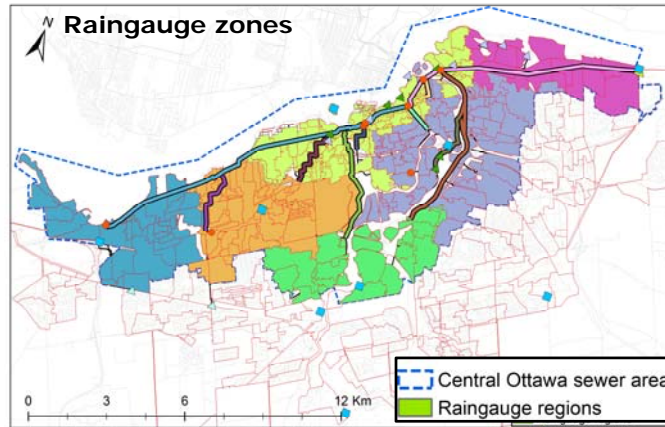 N
Raingauge zones
Central Ottawa sewer area
Raingauge regions
0 3 6 12 Km